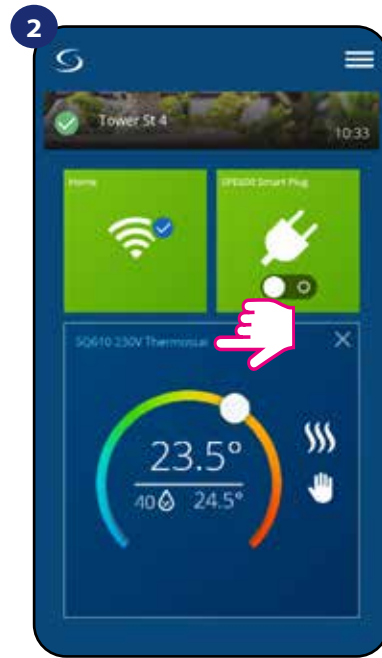 2
Tower St 4
10:33
Home
SPE600 Smart Plug
SQ610 230V Thermostat
23.5°
40 24.5°